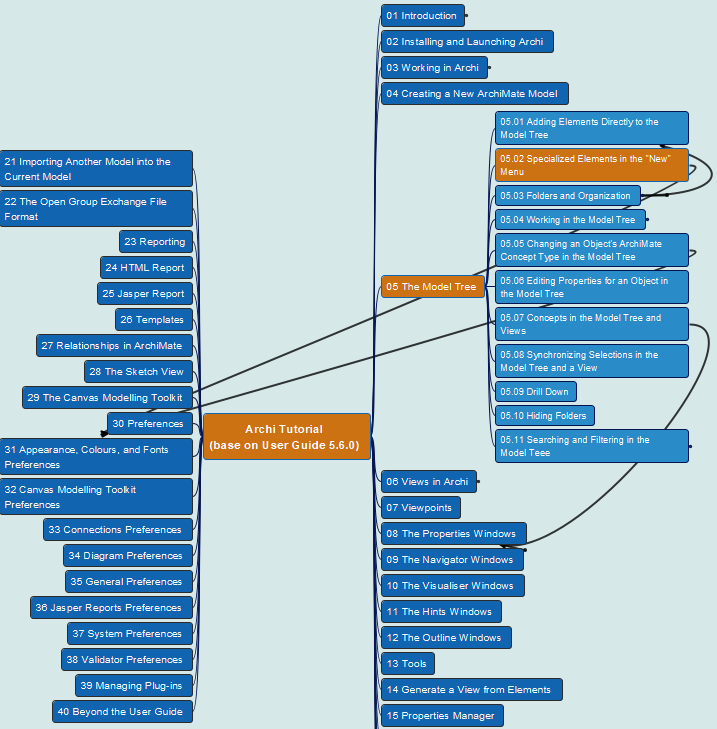 01 Introduction
02 Installing and Launching Archi
03 Working in Archi
04 Creating a New ArchiMate Model
05 The Model Tree
05.01 Adding Elements Directly to the
Model Tree
05.02 Specialized Elements in the "New"
Menu
05.03 Folders and Organization
05.04 Working in the Model Tree
05.05 Changing an Object's ArchiMate
Concept Type in the Model Tree
05.06 Editing Properties for an Object in
the Model Tree
05.07 Concepts in the Model Tree and
Views
05.08 Synchronizing Selections in the
Model Tree and a View
05.09 Drill Down
05.10 Hiding Folders
05.11 Searching and Filtering in the
Model Teee
06 Views in Archi
07 Viewpoints
08 The Properties Windows
09 The Navigator Windows
10 The Visualiser Windows
11 The Hints Windows
12 The Outline Windows
13 Tools
14 Generate a View from Elements
15 Properties Manager
Archi Tutorial
(base on User Guide 5.6.0)
21 Importing Another Model into the
Current Model
22 The Open Group Exchange File
Format
23 Reporting
24 HTML Report
25 Jasper Report
26 Templates
27 Relationships in ArchiMate
28 The Sketch View
29 The Canvas Modelling Toolkit
30 Preferences
31 Appearance, Colours, and Fonts
Preferences
32 Canvas Modelling Toolkit
Preferences
33 Connections Preferences
34 Diagram Preferences
35 General Preferences
36 Jasper Reports Preferences
37 System Preferences
38 Validator Preferences
39 Managing Plug-ins
40 Beyond the User Guide